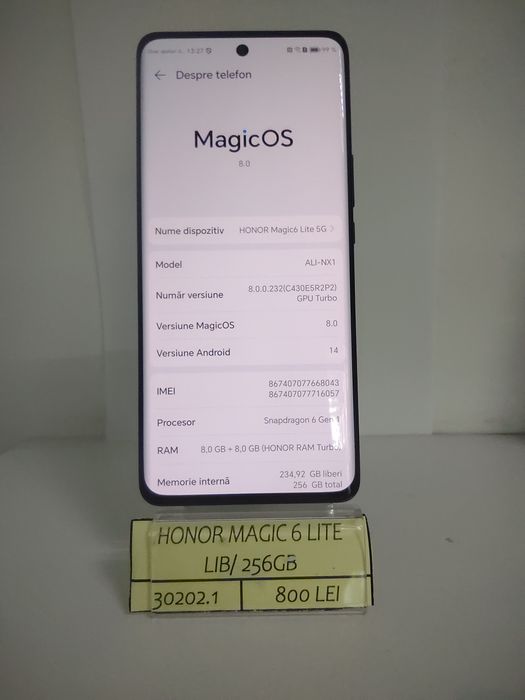 13:27
99 %
Despre telefon
MagicOS
8.0
Nume dispozitiv HONOR Magic6 Lite 5G
Model ALI-NX1
Număr versiune 8.0.0.232(C430E5R2P2)
GPU Turbo
Versiune MagicOS 8.0
Versiune Android 14
IMEI 867407077668043
867407077716057
Procesor Snapdragon 6 Gen 1
RAM 8,0 GB + 8,0 GB (HONOR RAM Turbo)
Memorie internă 234,92 GB liberi
256 GB total
HONOR MAGIC 6 LITE
LIB/ 256GB
30202.1 800 LEI